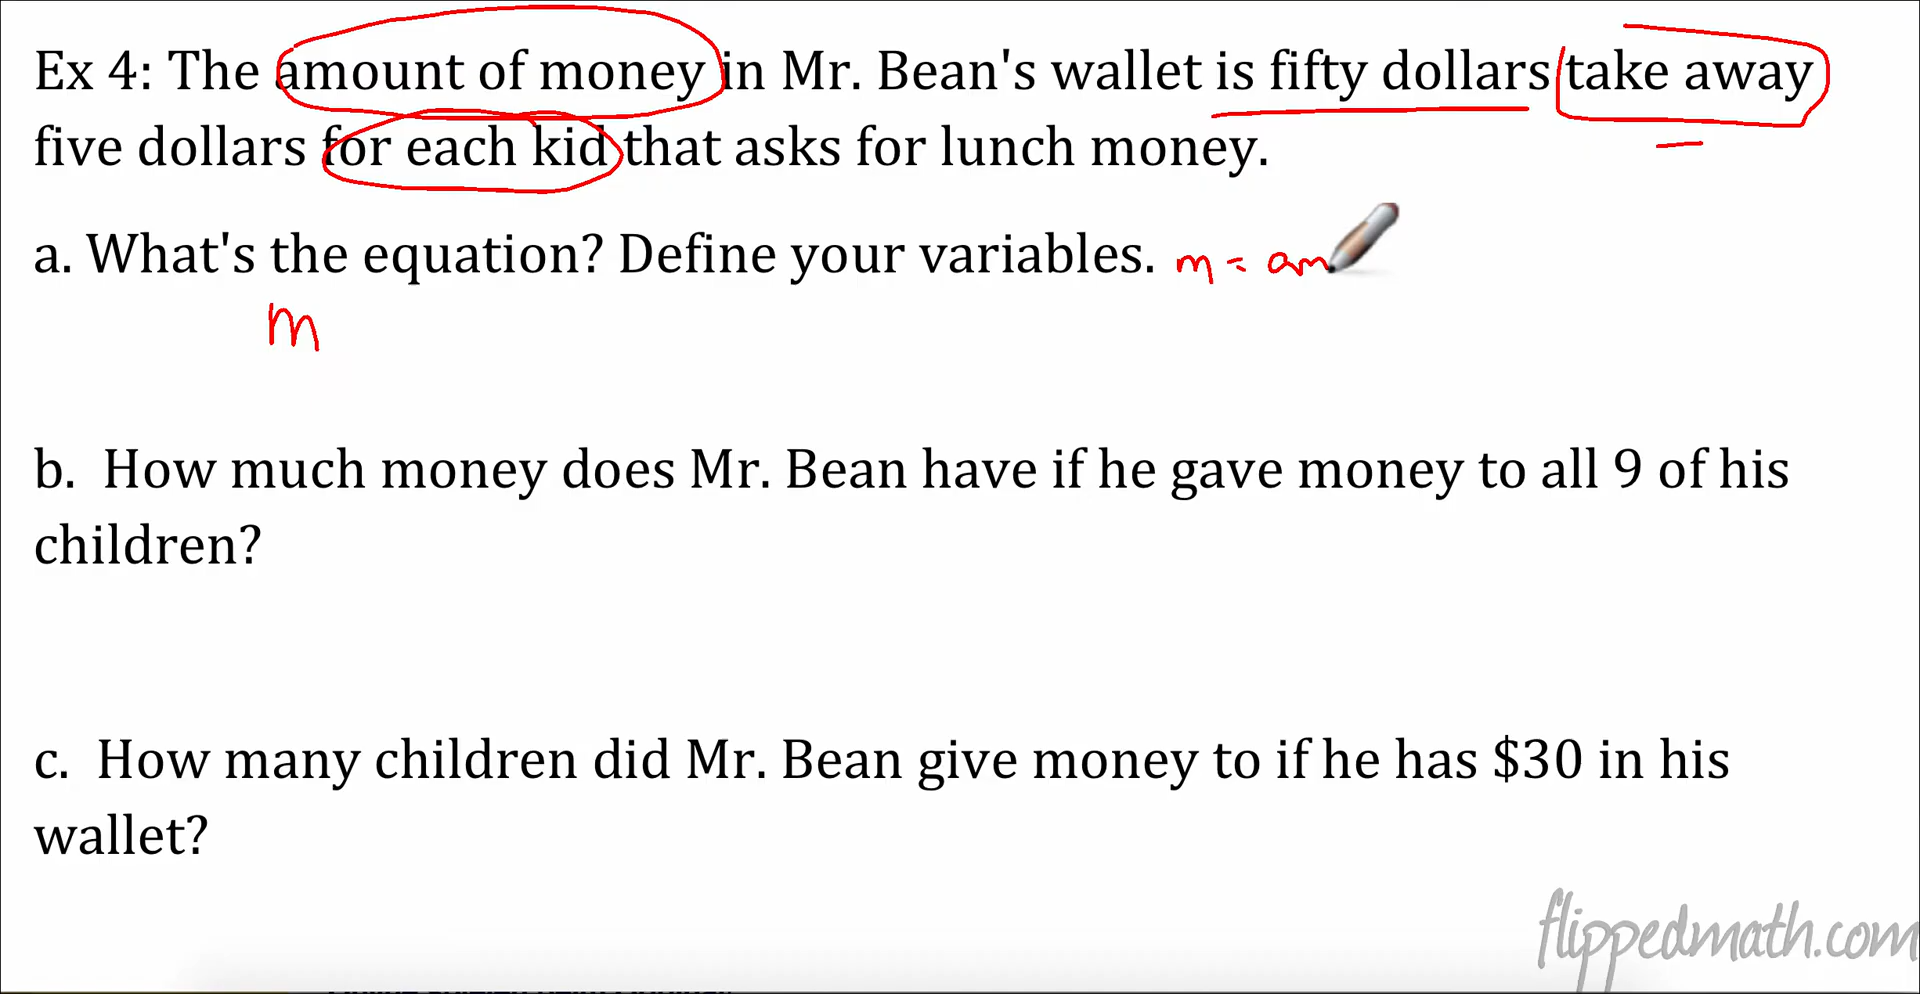 Ex 4: The amount of money in Mr. Bean's wallet is fifty dollars take away
five dollars for each kid that asks for lunch money.
a. What's the equation? Define your variables. m = am
m
b. How much money does Mr. Bean have if he gave money to all 9 of his
children?
c. How many children did Mr. Bean give money to if he has $30 in his
wallet?
flippedmath.com